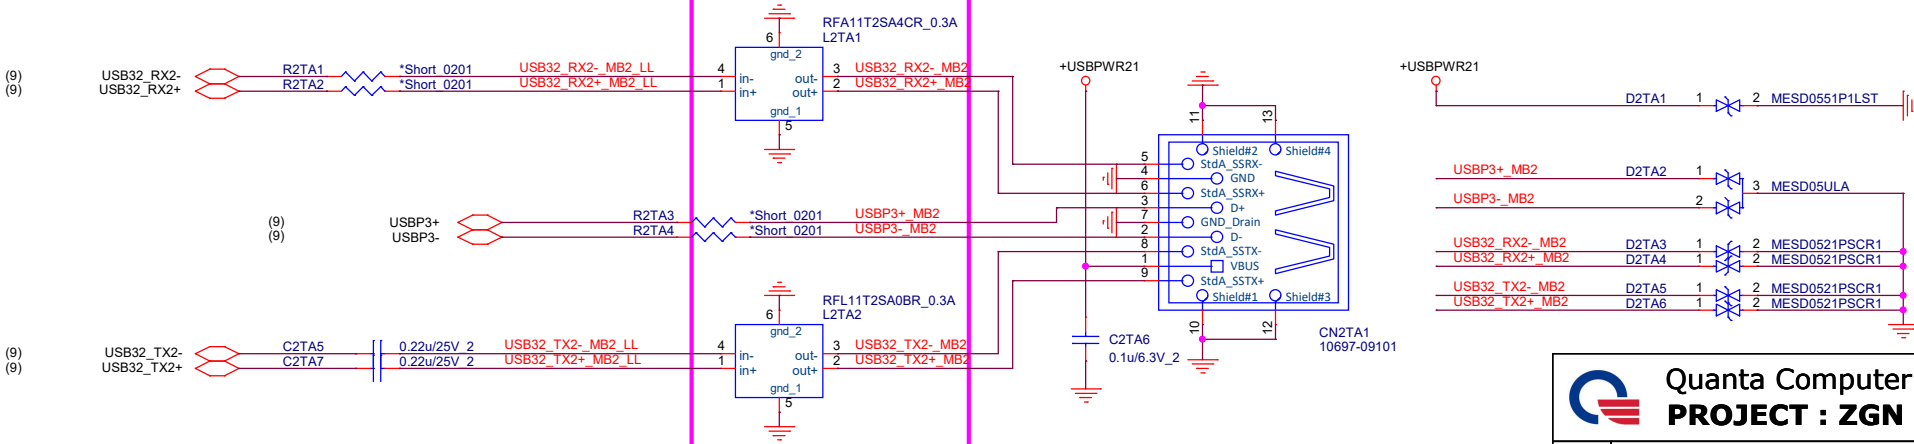 RFA11T2SA4CR_0.3A
L2TA1
6
gnd_2
(9) USB32_RX2- R2TA1 *Short_0201 USB32_RX2-_MB2_LL 4 in- out- 3 USB32_RX2-_MB2
(9) USB32_RX2+ R2TA2 *Short_0201 USB32_RX2+_MB2_LL 1 in+ out+ 2 USB32_RX2+_MB2
gnd_1
5
(9) USBP3+ R2TA3 *Short_0201 USBP3+_MB2
(9) USBP3- R2TA4 *Short_0201 USBP3-_MB2
RFL11T2SA0BR_0.3A
L2TA2
6
gnd_2
(9) USB32_TX2- C2TA5 0.22u/25V_2 USB32_TX2-_MB2_LL 4 in- out- 3 USB32_TX2-_MB2
(9) USB32_TX2+ C2TA7 0.22u/25V_2 USB32_TX2+_MB2_LL 1 in+ out+ 2 USB32_TX2+_MB2
gnd_1
5
+USBPWR21
11 13
Shield#2 Shield#4
5 StdA_SSRX-
4 GND
6 StdA_SSRX+
3 D+
7 GND_Drain
2 D-
8 StdA_SSTX-
1 VBUS
9 StdA_SSTX+
Shield#1 Shield#3
10 12
CN2TA1
10697-09101
C2TA6
0.1u/6.3V_2
+USBPWR21
D2TA1 1 2 MESD0551P1LST
USBP3+_MB2 D2TA2 1
3 MESD05ULA
USBP3-_MB2 2
USB32_RX2-_MB2 D2TA3 1 2 MESD0521PSCR1
USB32_RX2+_MB2 D2TA4 1 2 MESD0521PSCR1
USB32_TX2-_MB2 D2TA5 1 2 MESD0521PSCR1
USB32_TX2+_MB2 D2TA6 1 2 MESD0521PSCR1
Quanta Computer
PROJECT : ZGN